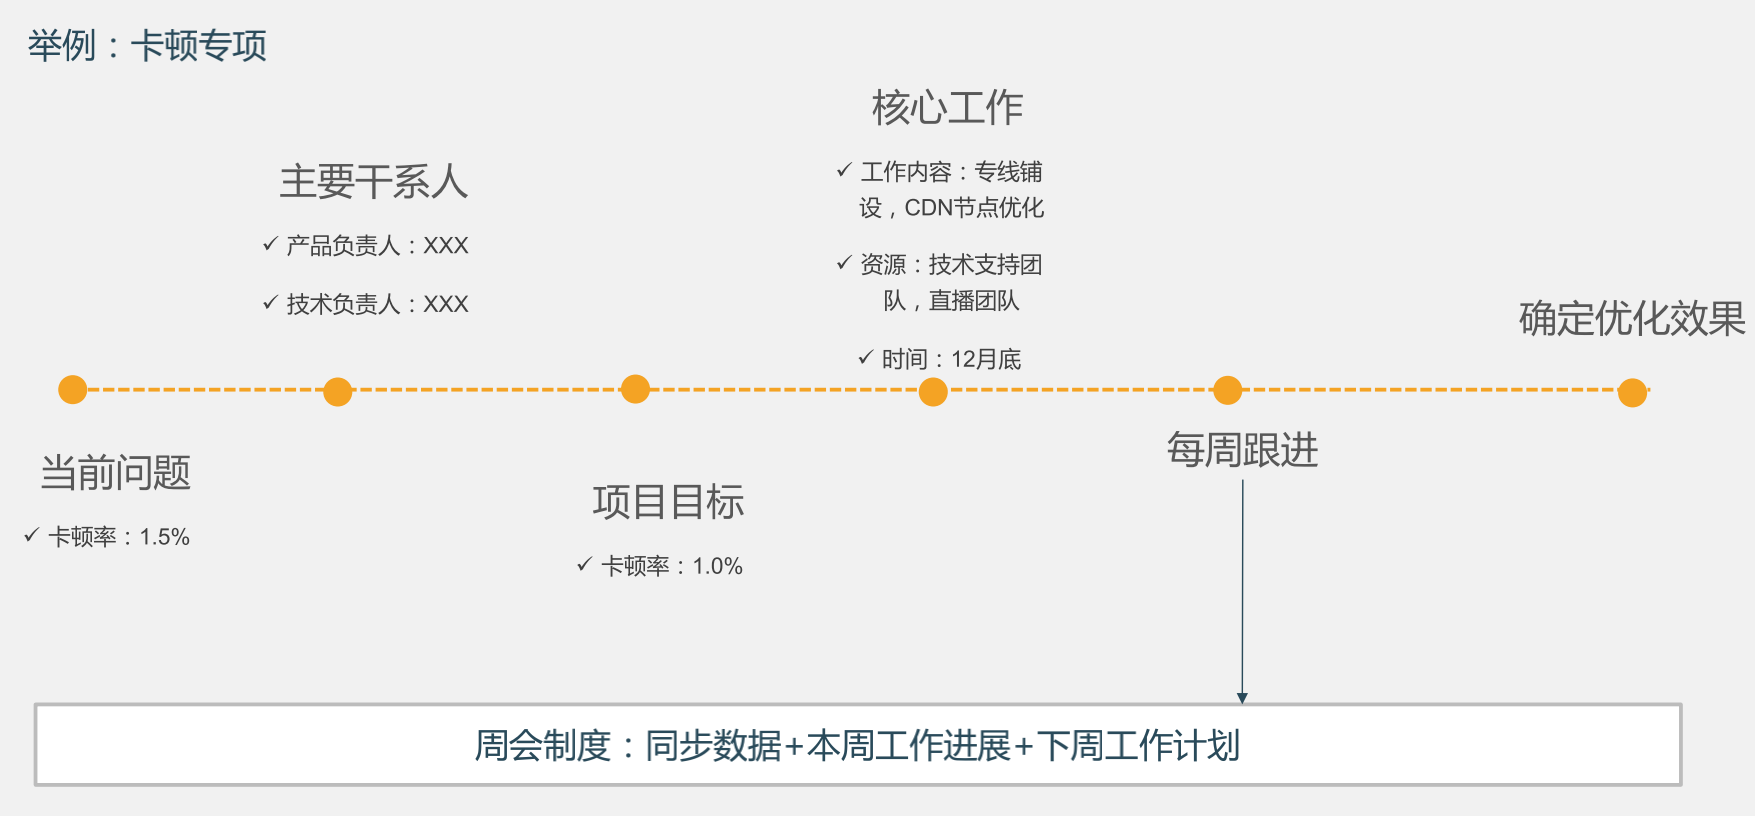 举例：卡顿专项
当前问题
✓ 卡顿率：1.5%
主要干系人
✓ 产品负责人：XXX
✓ 技术负责人：XXX
项目目标
✓ 卡顿率：1.0%
核心工作
✓ 工作内容：专线铺
设，CDN节点优化
✓ 资源：技术支持团
队，直播团队
✓ 时间：12月底
每周跟进
确定优化效果
周会制度：同步数据+本周工作进展+下周工作计划